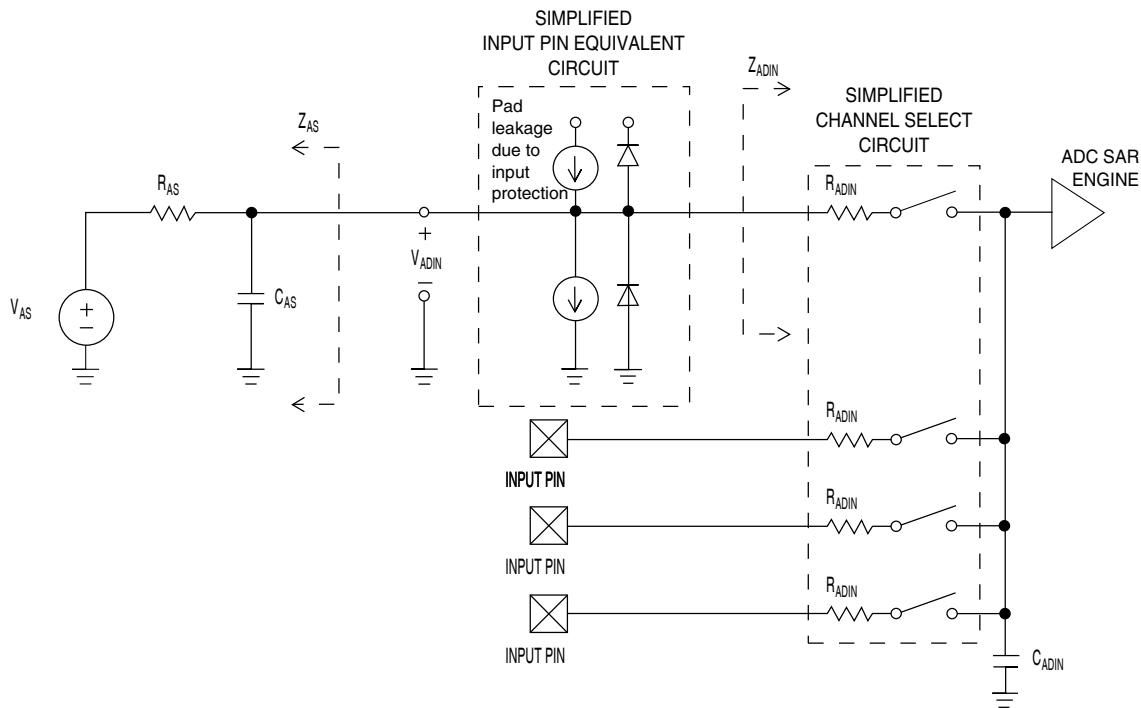 SIMPLIFIED
INPUT PIN EQUIVALENT
CIRCUIT
Z_ADIN
SIMPLIFIED
CHANNEL SELECT
CIRCUIT
Pad
leakage
due to
input
protection
Z_AS
ADC SAR
ENGINE
R_AS
R_ADIN
+
V_ADIN
–
C_AS
V_AS
+
–
R_ADIN
INPUT PIN
R_ADIN
INPUT PIN
R_ADIN
INPUT PIN
C_ADIN